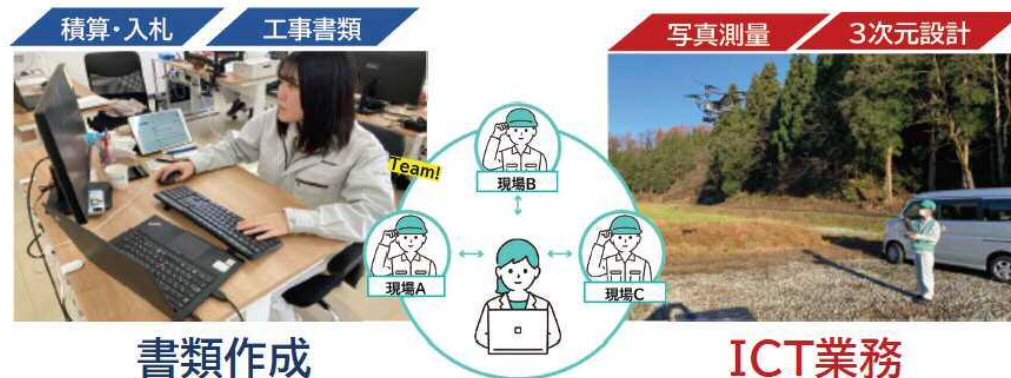 積算・入札
工事書類
写真測量
3次元設計
Team!
現場B
現場A
現場C
書類作成
ICT業務